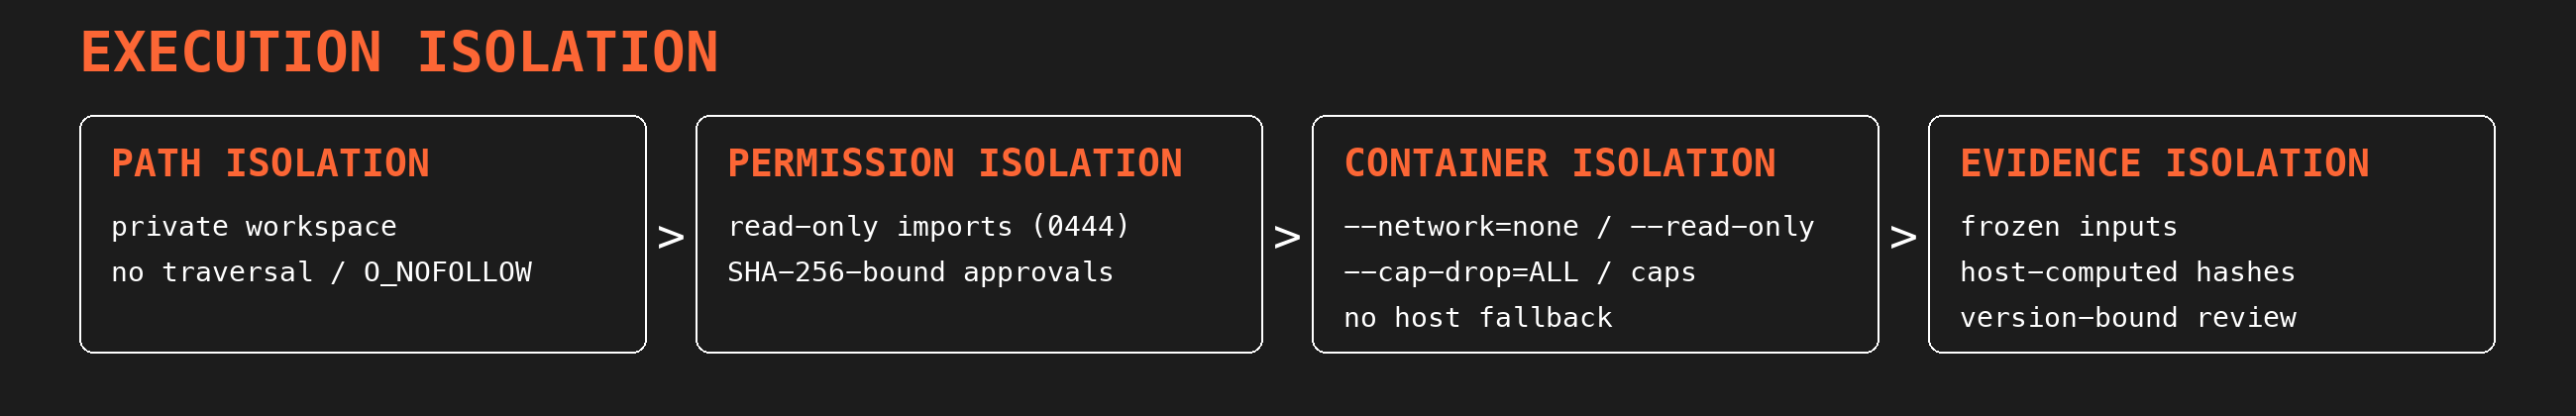 EXECUTION ISOLATION
PATH ISOLATION
private workspace
no traversal / O_NOFOLLOW
>
PERMISSION ISOLATION
read-only imports (0444)
SHA-256-bound approvals
>
CONTAINER ISOLATION
--network=none / --read-only
--cap-drop=ALL / caps
no host fallback
>
EVIDENCE ISOLATION
frozen inputs
host-computed hashes
version-bound review